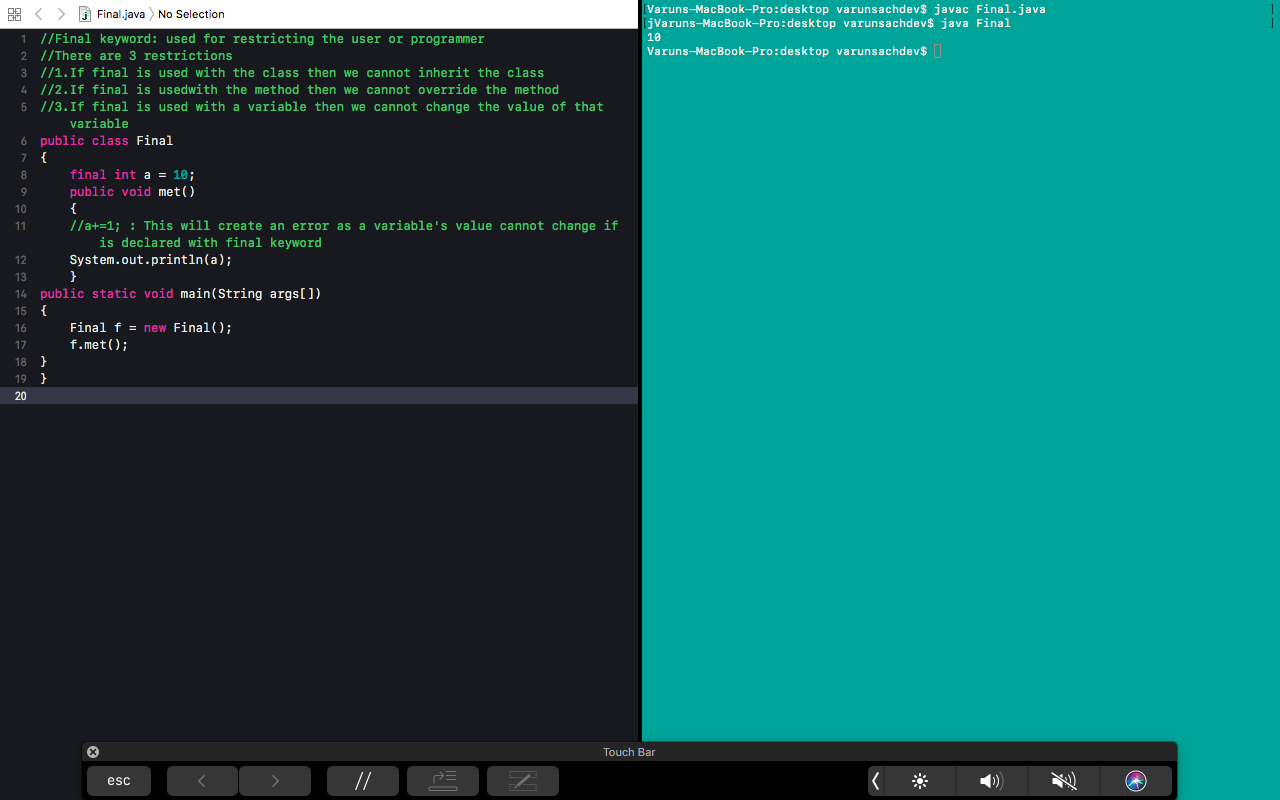 Final.java 〉 No Selection
1 //Final keyword: used for restricting the user or programmer
2 //There are 3 restrictions
3 //1.If final is used with the class then we cannot inherit the class
4 //2.If final is usedwith the method then we cannot override the method
5 //3.If final is used with a variable then we cannot change the value of that
variable
6 public class Final
7 {
8 final int a = 10;
9 public void met()
10 {
11 //a+=1; : This will create an error as a variable's value cannot change if
is declared with final keyword
12 System.out.println(a);
13 }
14 public static void main(String args[])
15 {
16 Final f = new Final();
17 f.met();
18 }
19 }
20
[Varuns-MacBook-Pro:desktop varunsachdev$ javac Final.java ]
jVaruns-MacBook-Pro:desktop varunsachdev$ java Final ]
10
Varuns-MacBook-Pro:desktop varunsachdev$
Touch Bar
esc < > //